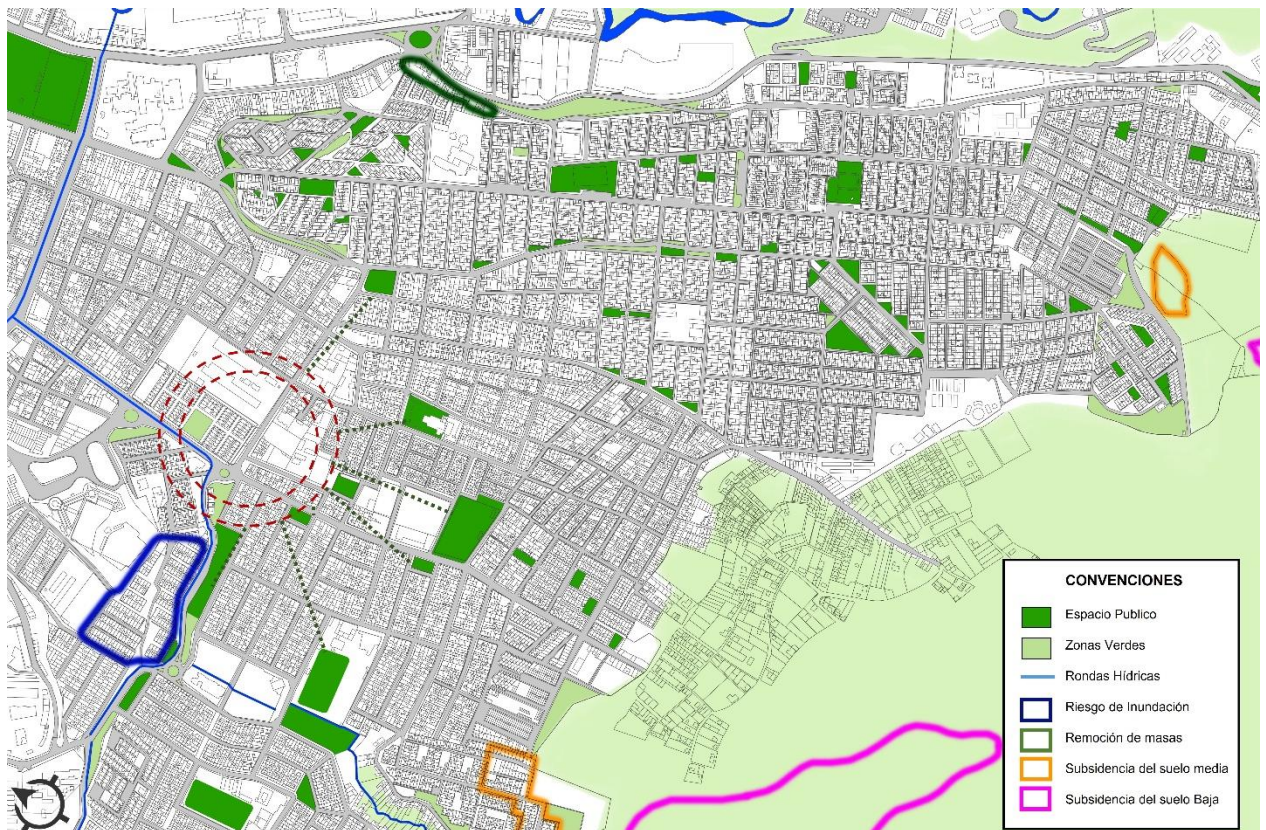 CONVENCIONES
Espacio Publico
Zonas Verdes
Rondas Hídricas
Riesgo de Inundación
Remoción de masas
Subsidencia del suelo media
Subsidencia del suelo Baja